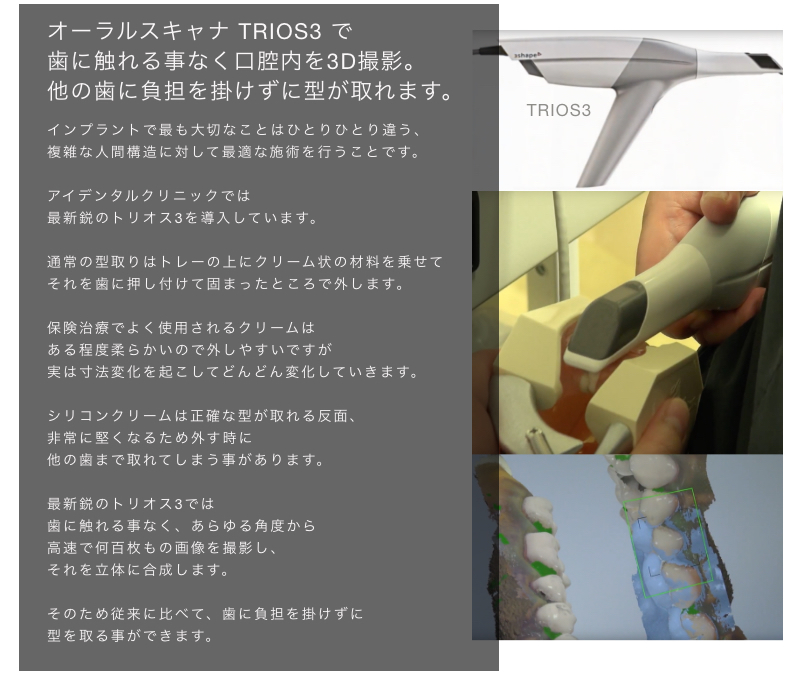 オーラルスキャナ TRIOS3 で
歯に触れる事なく口腔内を3D撮影。
他の歯に負担を掛けずに型が取れます。
インプラントで最も大切なことはひとりひとり違う、
複雑な人間構造に対して最適な施術を行うことです。
アイデンタルクリニックでは
最新鋭のトリオス3を導入しています。
通常の型取りはトレーの上にクリーム状の材料を乗せて
それを歯に押し付けて固まったところで外します。
保険治療でよく使用されるクリームは
ある程度柔らかいので外しやすいですが
実は寸法変化を起こしてどんどん変化していきます。
シリコンクリームは正確な型が取れる反面、
非常に堅くなるため外す時に
他の歯まで取れてしまう事があります。
最新鋭のトリオス3では
歯に触れる事なく、あらゆる角度から
高速で何百枚もの画像を撮影し、
それを立体に合成します。
そのため従来に比べて、歯に負担を掛けずに
型を取る事ができます。
3shape
TRIOS3